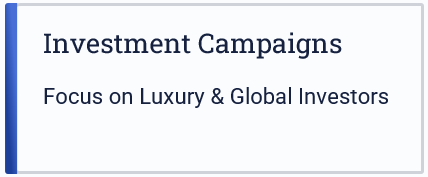 Investment Campaigns
Focus on Luxury & Global Investors